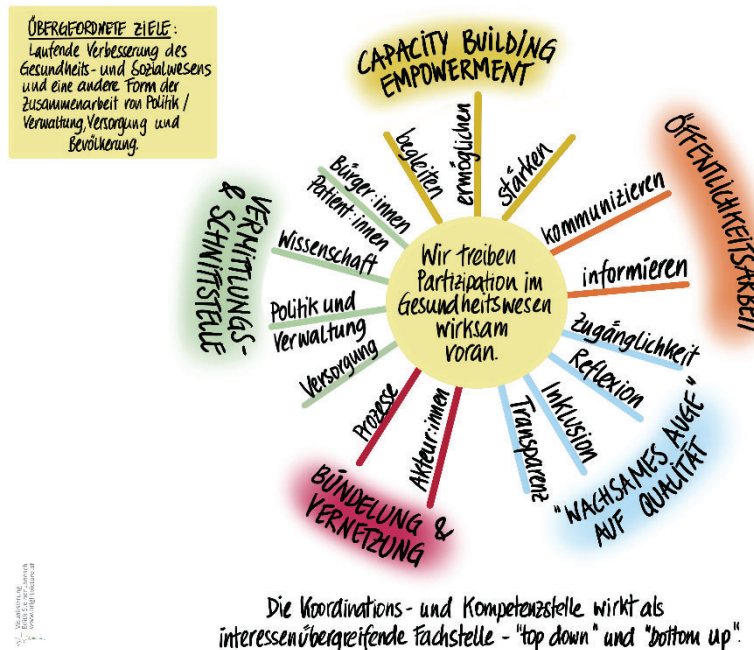 ÜBERGEORDNETE ZIELE:
Laufende Verbesserung des
Gesundheits- und Sozialwesens
und eine andere Form der
Zusammenarbeit von Politik /
Verwaltung, Versorgung und
Bevölkerung.
CAPACITY BUILDING
EMPOWERMENT
begleiten
ermöglichen
stärken
ÖFFENTLICHKEITSARBEIT
kommunizieren
informieren
"WACHSAMES AUGE"
AUF QUALITÄT
Zugänglichkeit
Reflexion
Inklusion
Transparenz
BÜNDELUNG &
VERNETZUNG
Akteur:innen
Prozesse
VERMITTLUNGS-
& SCHNITTSTELLE
Bürger:innen
Patient:innen
Wissenschaft
Politik und
Verwaltung
Versorgung
Wir treiben
Partizipation im
Gesundheitswesen
wirksam
voran.
Die Koordinations- und Kompetenzstelle wirkt als
interessenübergreifende Fachstelle - "top down" und "bottom up".
Visualisierung